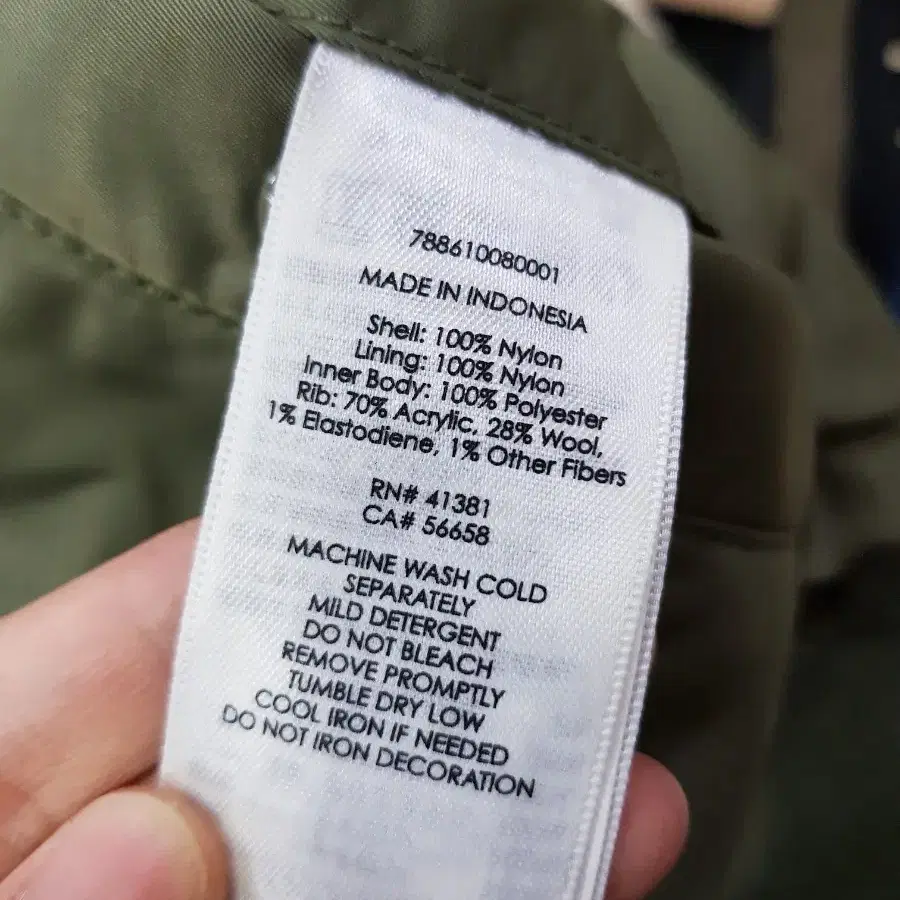 788610080001
MADE IN INDONESIA
Shell: 100% Nylon
Lining: 100% Nylon
Inner Body: 100% Polyester
Rib: 70% Acrylic, 28% Wool,
1% Elastodiene, 1% Other Fibers
RN# 41381
CA# 56658
MACHINE WASH COLD
SEPARATELY
MILD DETERGENT
DO NOT BLEACH
REMOVE PROMPTLY
TUMBLE DRY LOW
COOL IRON IF NEEDED
DO NOT IRON DECORATION